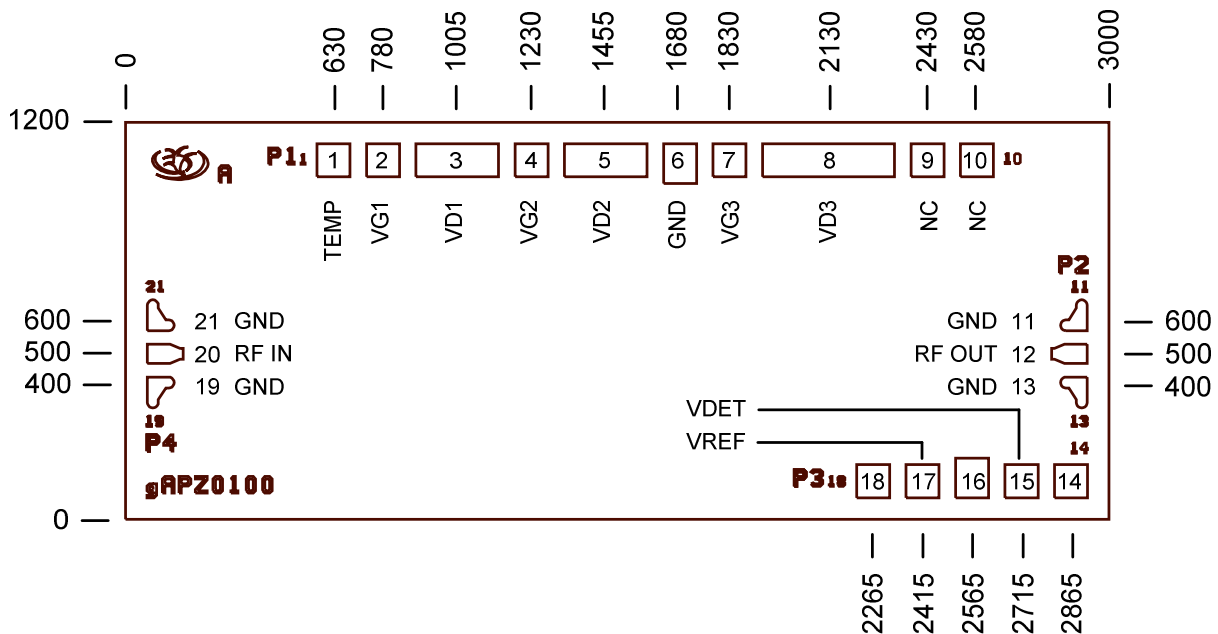 0 630 780 1005 1230 1455 1680 1830 2130 2430 2580 3000
1200
A P1 1 1 2 3 4 5 6 7 8 9 10 10
TEMP VG1 VD1 VG2 VD2 GND VG3 VD3 NC NC
P2
21 11
600 21 GND GND 11 600
500 20 RF IN RF OUT 12 500
400 19 GND GND 13 400
VDET
19 13
P4 VREF 14
gAPZ0100 P3 18 18 17 16 15 14
0
2265 2415 2565 2715 2865